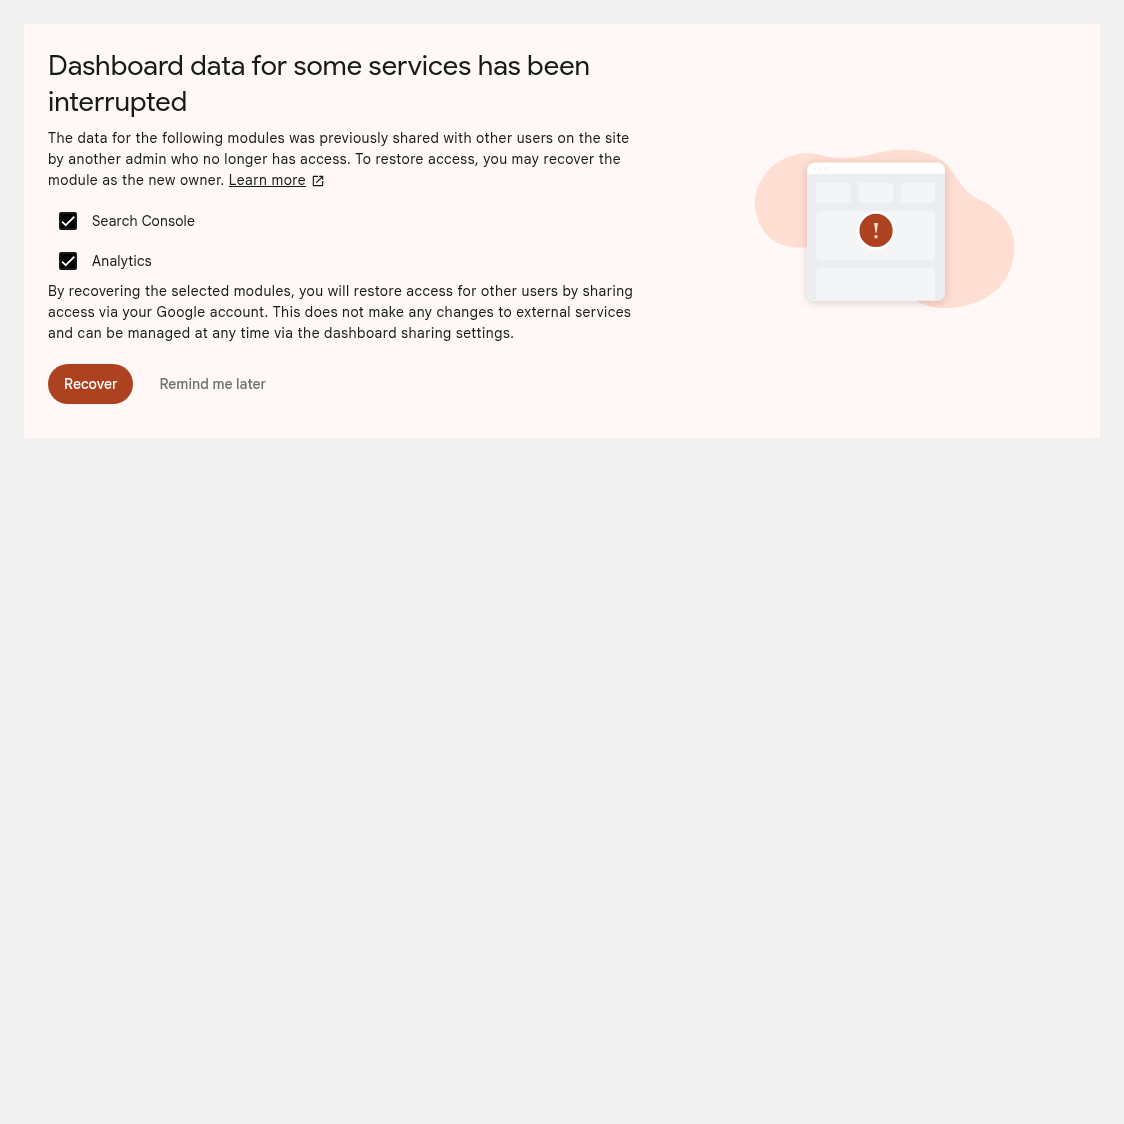 Dashboard data for some services has been
interrupted
The data for the following modules was previously shared with other users on the site
by another admin who no longer has access. To restore access, you may recover the
module as the new owner. Learn more
Search Console
Analytics
By recovering the selected modules, you will restore access for other users by sharing
access via your Google account. This does not make any changes to external services
and can be managed at any time via the dashboard sharing settings.
Recover Remind me later